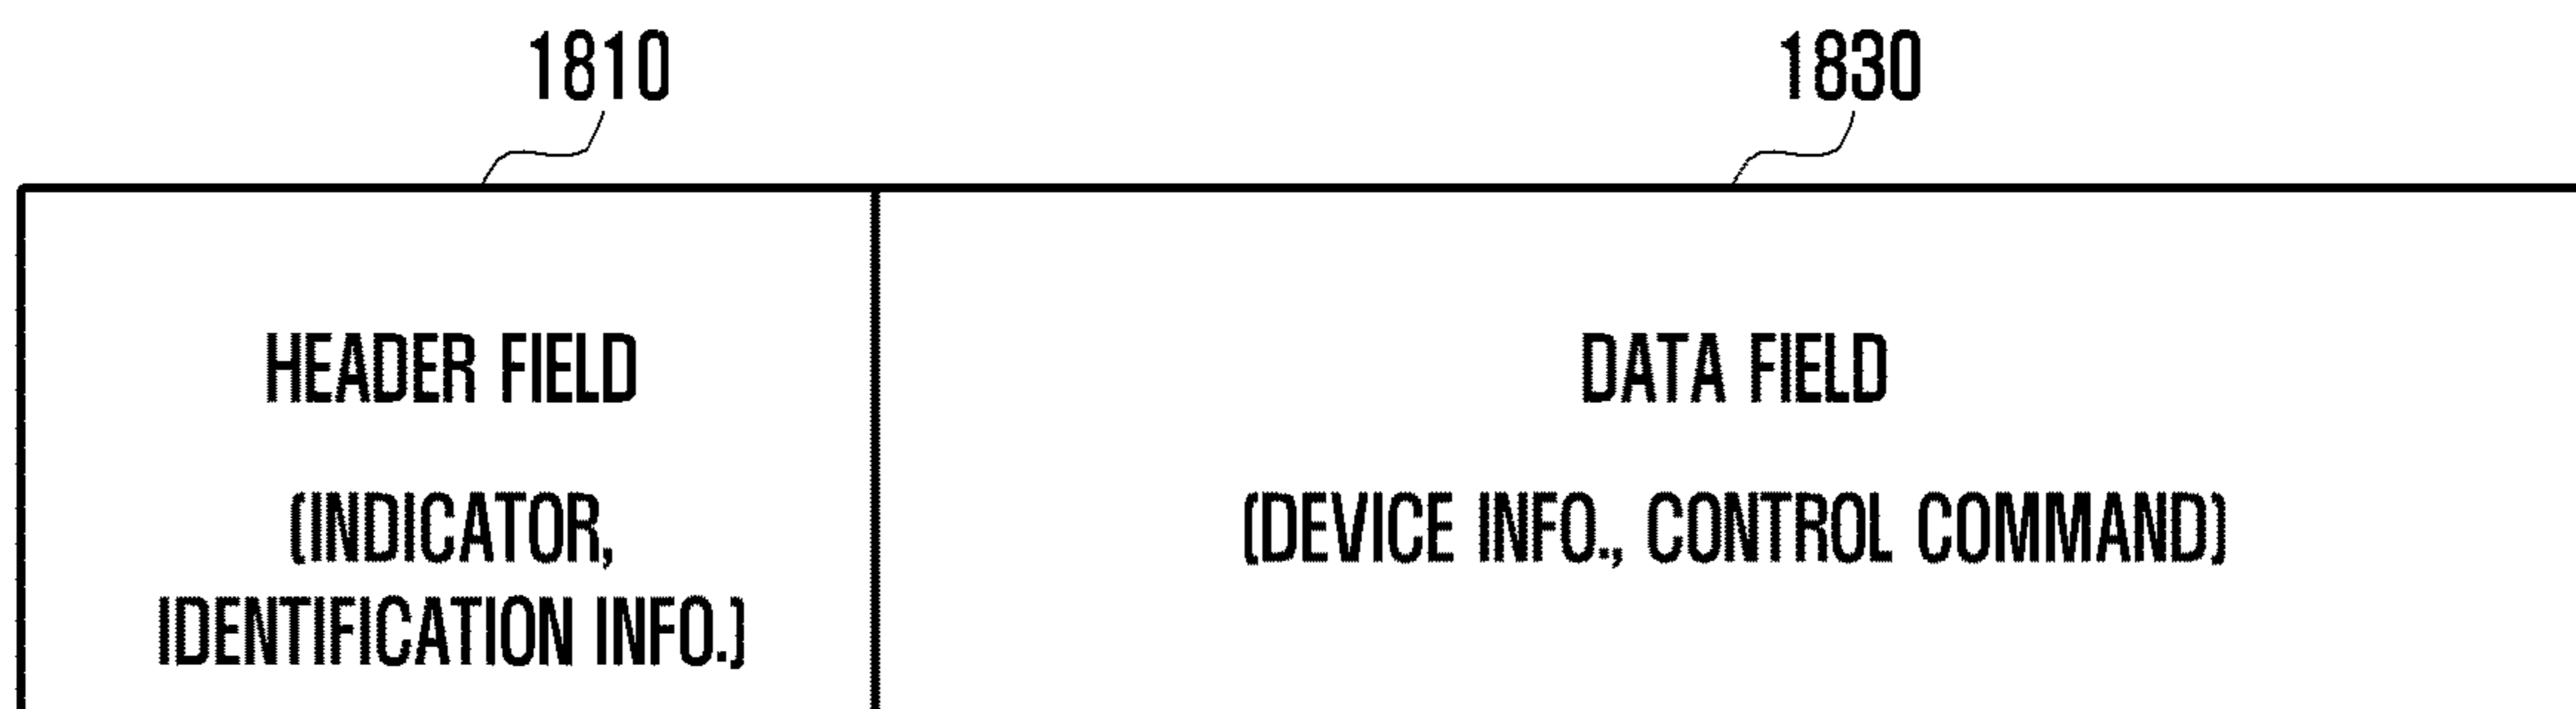 1810
1830
HEADER FIELD
(INDICATOR,
IDENTIFICATION INFO.)
DATA FIELD
(DEVICE INFO., CONTROL COMMAND)